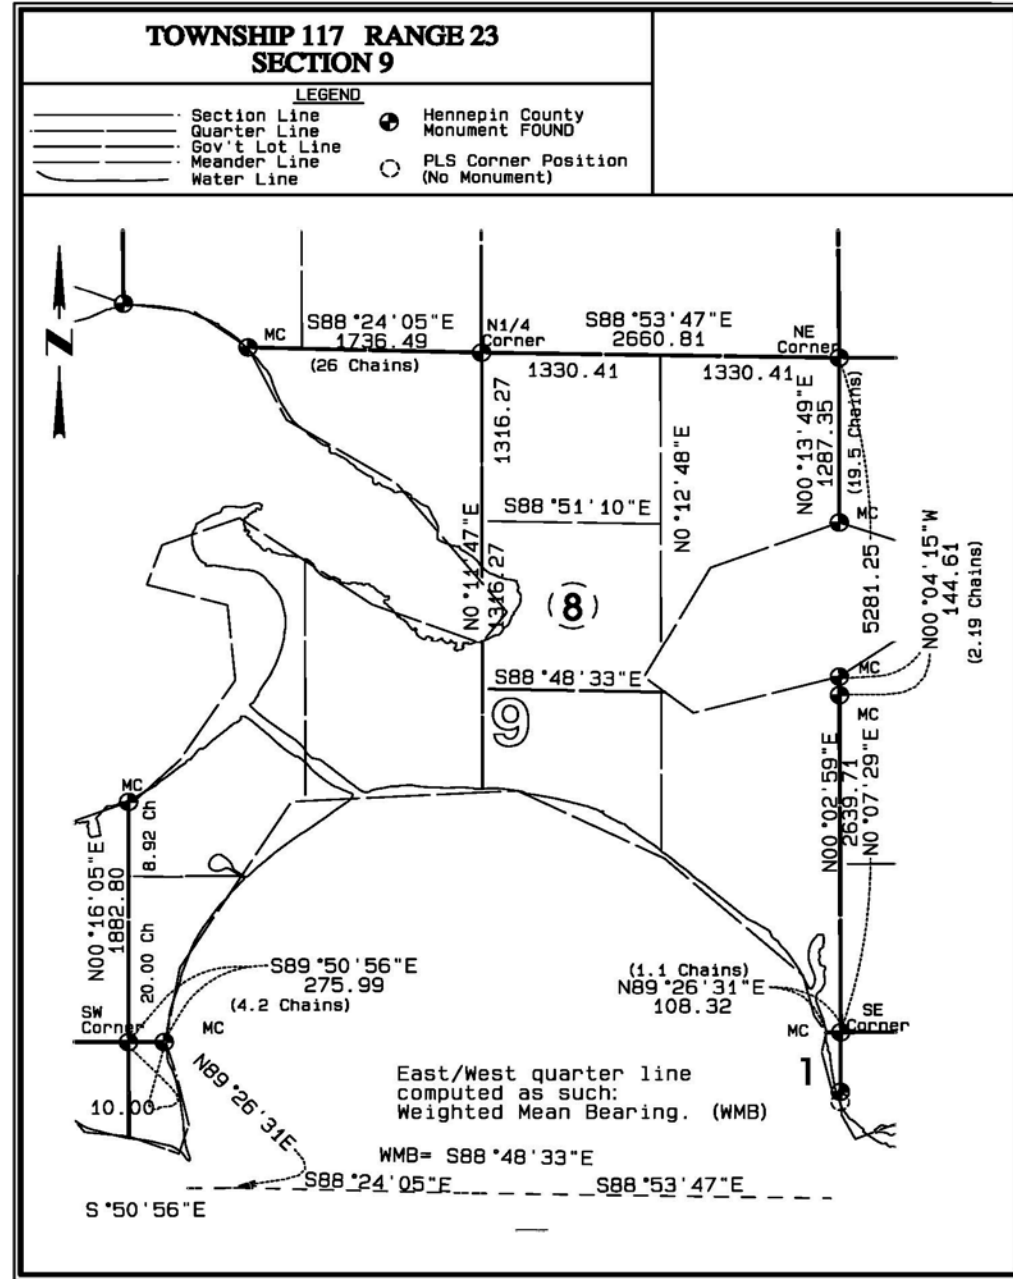 TOWNSHIP 117 RANGE 23
SECTION 9
LEGEND
Section Line
Quarter Line
Gov't Lot Line
Meander Line
Water Line
Hennepin County
Monument FOUND
PLS Corner Position
(No Monument)
N
MC
S88°24'05"E
1736.49
(26 Chains)
N1/4
Corner
S88°53'47"E
2660.81
1330.41
1330.41
NE
Corner
1316.27
N0°11'47"E
1316.27
S88°51'10"E
N0°12'48"E
N00°13'49"E
1287.35
(19.5 Chains)
MC
5281.25
N00°04'15"W
144.61
(2.19 Chains)
(8)
MC
S88°48'33"E
9
MC
MC
8.92 Ch
N00°16'05"E
1882.80
20.00 Ch
N00°02'59"E
2639.71
N0°07'29"E
S89°50'56"E
275.99
(4.2 Chains)
(1.1 Chains)
N89°26'31"E
108.32
SW
Corner
MC
MC
SE
Corner
10.00
N89°26'31E
1
East/West quarter line
computed as such:
Weighted Mean Bearing. (WMB)
WMB= S88°48'33"E
S88°24'05"E
S88°53'47"E
S°50'56"E